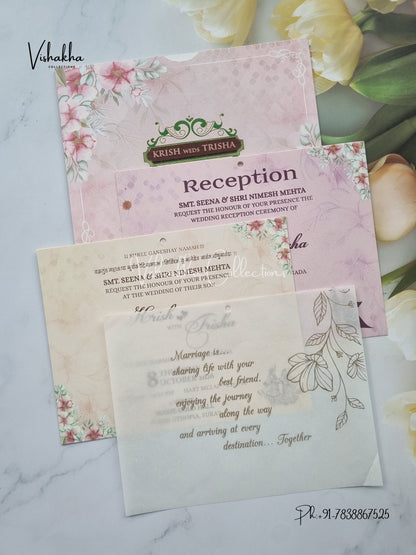 Vishakha
COLLECTIONS
KRISH WEDS TRISHA
Reception
SMT. SEENA & SHRI NIMESH MEHTA
REQUEST THE HONOUR OF YOUR PRESENCE THE
WEDDING RECEPTION CEREMONY OF
SMT. SEENA & SHRI NIMESH MEHTA
REQUEST THE HONOUR OF YOUR PRESENCE
AT THE WEDDING OF THEIR SON
Krish
WITH
Trisha
Marriage is.....
sharing life with your
best friend,
enjoying the journey
along the way
and arriving at every
destination... Together
8
Ph.+91-7838867525